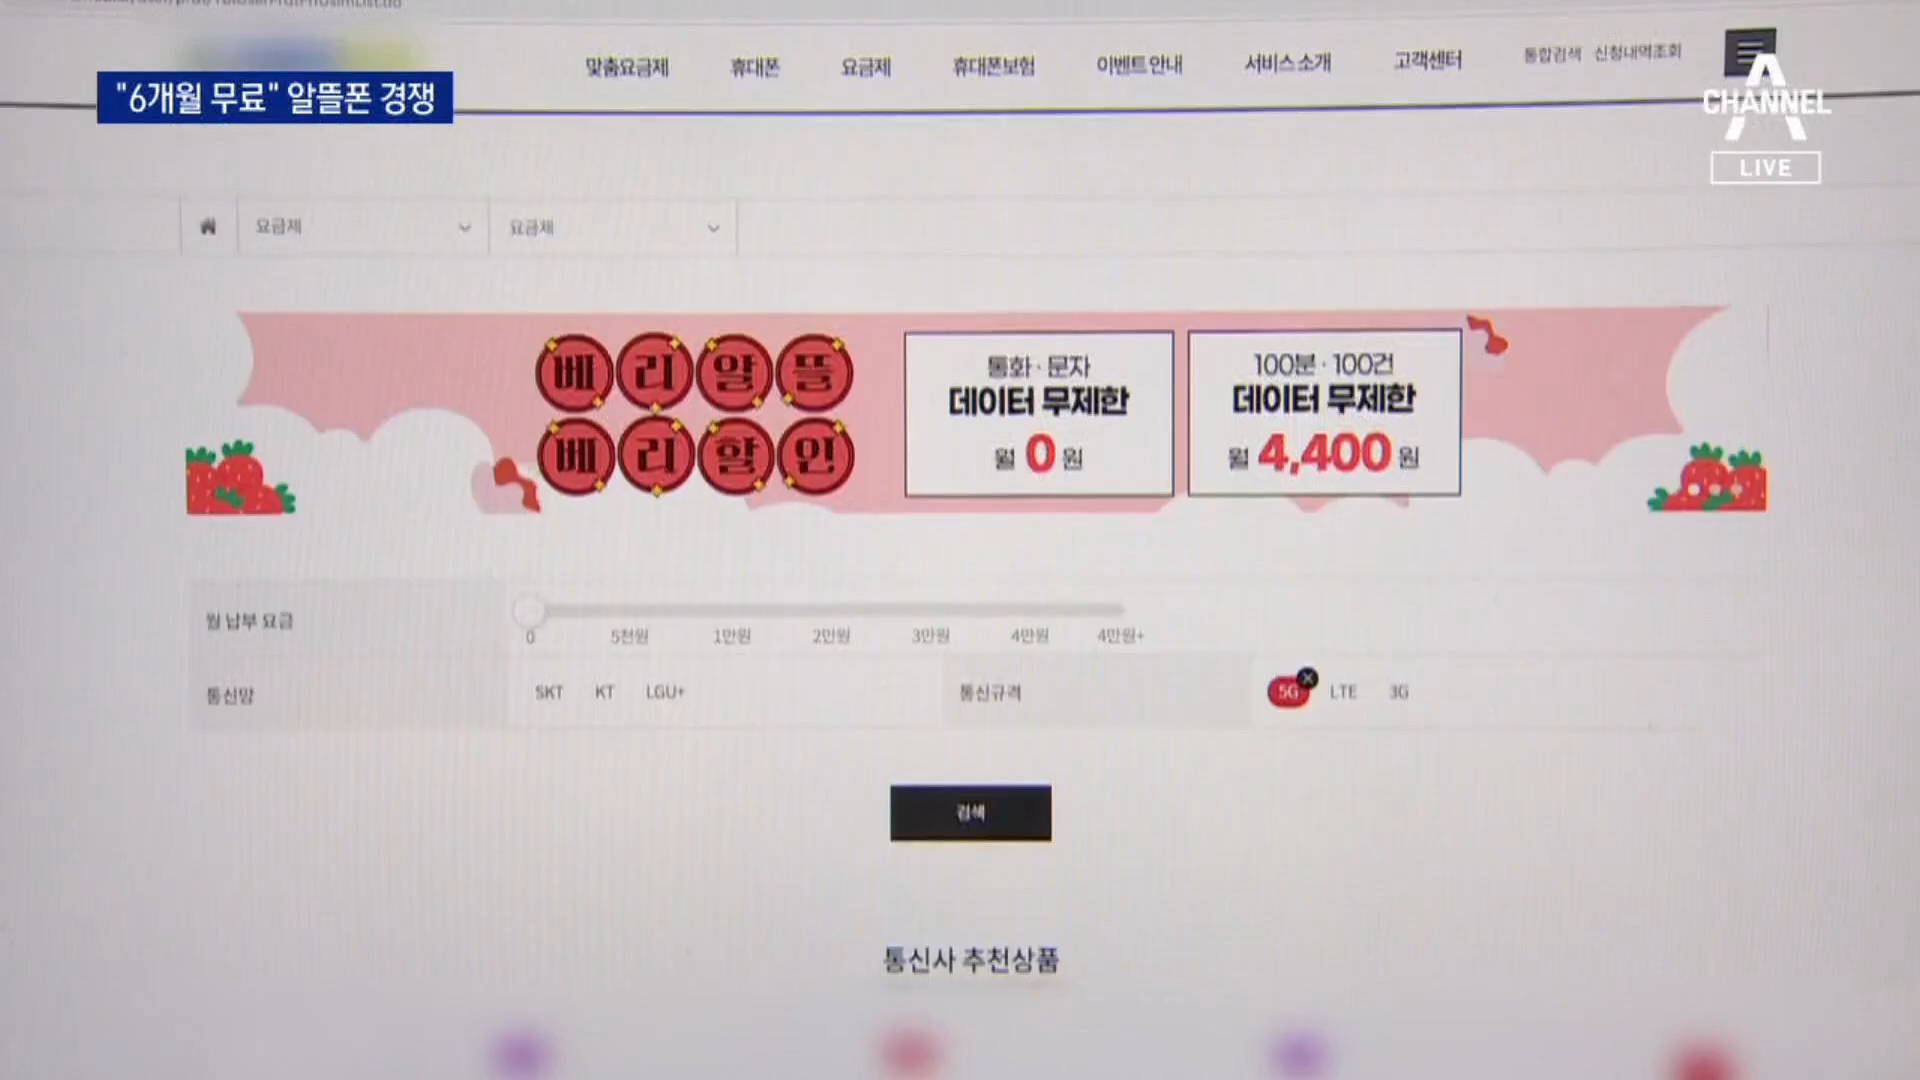 "6개월 무료" 알뜰폰 경쟁
맞춤요금제 휴대폰 요금제 휴대폰보험 이벤트 안내 서비스 소개 고객센터 통합검색 신청내역조회
CHANNEL A
LIVE
요금제 요금제
베리알뜰
베리할인
통화·문자
데이터 무제한
월 0 원
100분·100건
데이터 무제한
월 4,400 원
월 납부 요금
0 5천원 1만원 2만원 3만원 4만원 4만원+
통신망 SKT KT LGU+ 통신규격 5G LTE 3G
검색
통신사 추천상품